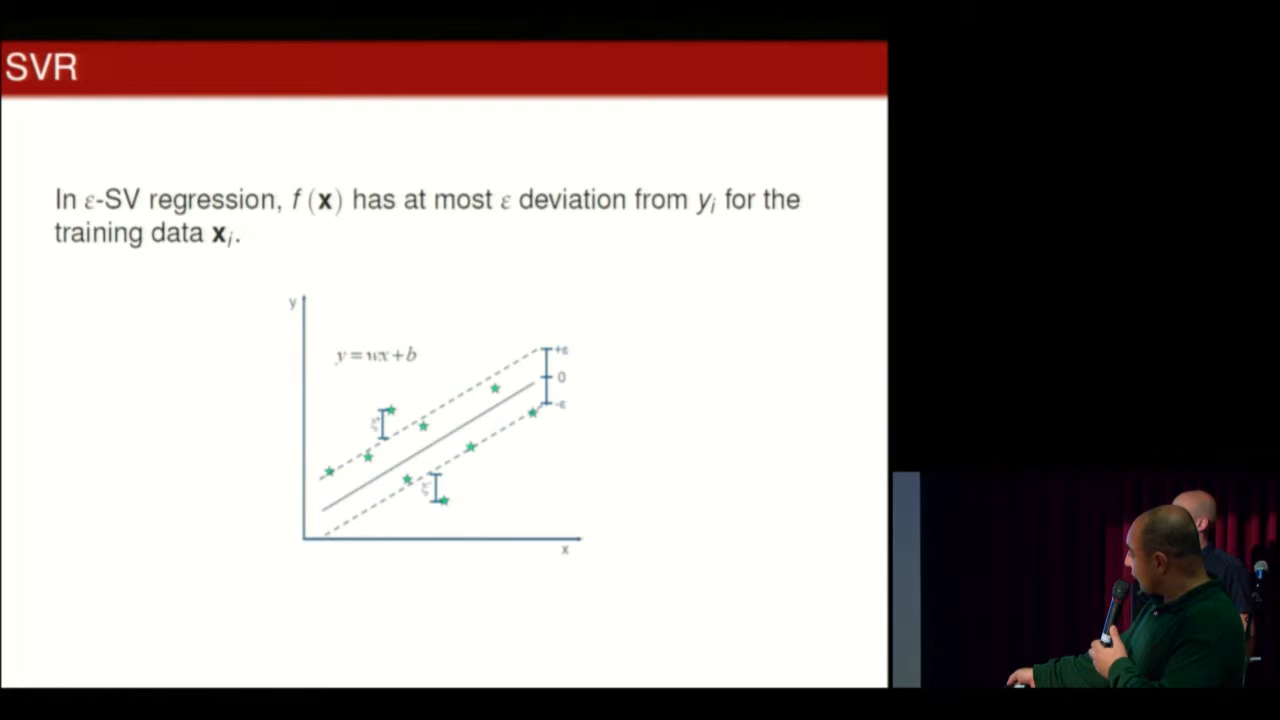 SVR
In ε-SV regression, f (x) has at most ε deviation from yᵢ for the
training data xᵢ.
y
y = wx + b
+ε
0
-ε
ξ
ξ
x